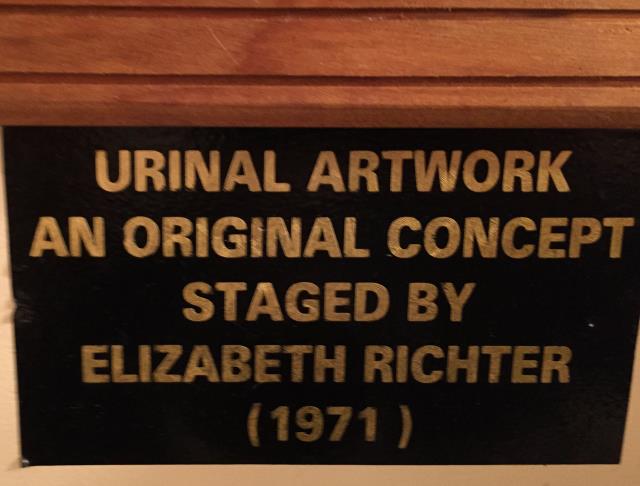 URINAL ARTWORK
AN ORIGINAL CONCEPT
STAGED BY
ELIZABETH RICHTER
(1971)